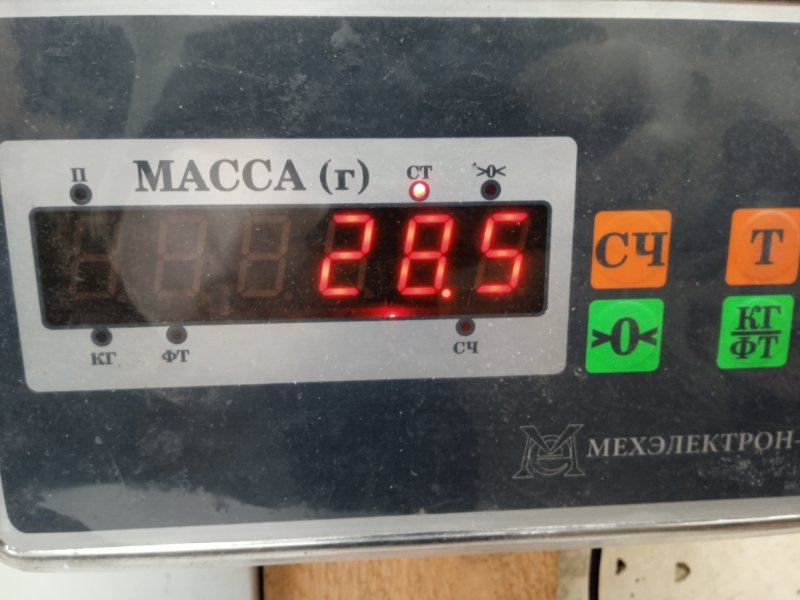 П МАССА (г) СТ >0<
28.5
КГ ФТ СЧ
СЧ Т
>0< КГ/ФТ
МЕХЭЛЕКТРОН-